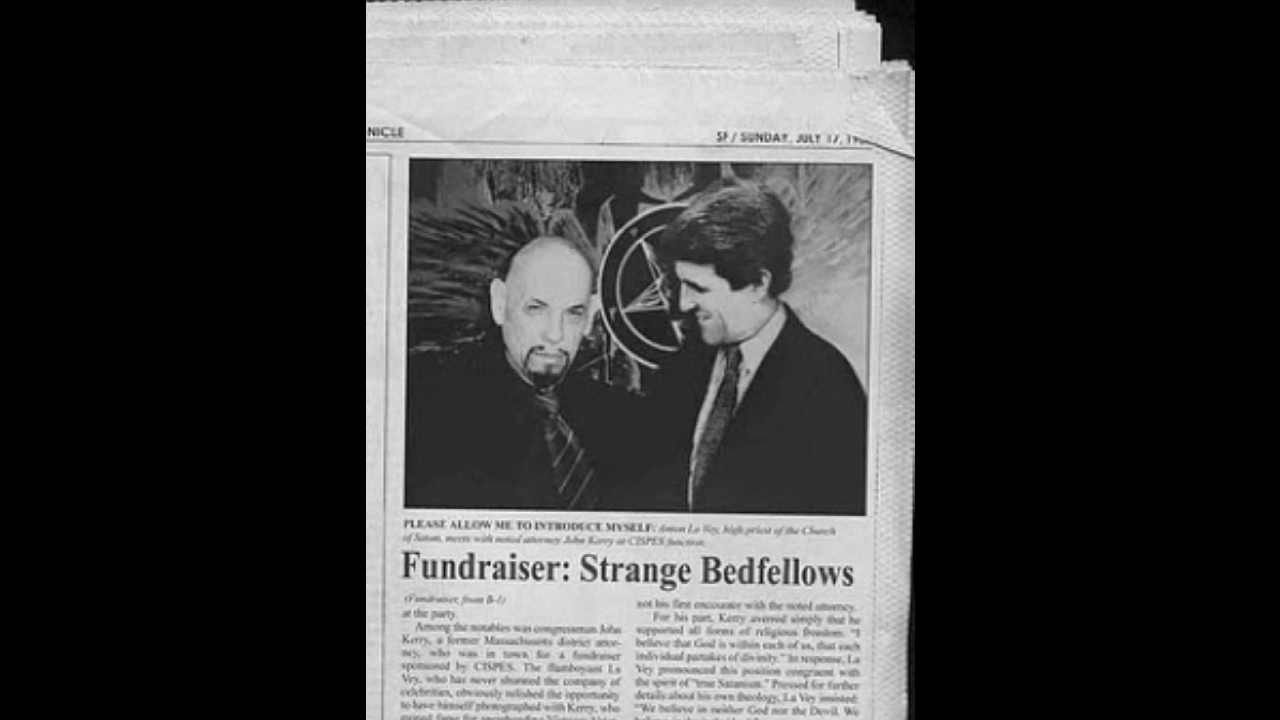 NICLE
SF / SUNDAY, JULY 17, 19
PLEASE ALLOW ME TO INTRODUCE MYSELF: Anton La Vey, high priest of the Church
of Satan, meets with noted attorney John Kerry at CISPES function.
Fundraiser: Strange Bedfellows
(Fundraiser, from B-1)
at the party.
Among the notables was congressman John
Kerry, a former Massachusetts district attor-
ney, who was in town for a fundraiser
sponsored by CISPES. The flamboyant La
Vey, who has never shunned the company of
celebrities, obviously relished the opportunity
to have himself photographed with Kerry, who
gained fame for
not his first encounter with the noted attorney.
For his part, Kerry averred simply that he
supported all forms of religious freedom. "I
believe that God is within each of us, that each
individual partakes of divinity." In response, La
Vey pronounced this position congruent with
the spirit of "true Satanism." Pressed for further
details about his own theology, La Vey insisted:
"We believe in neither God nor the Devil. We